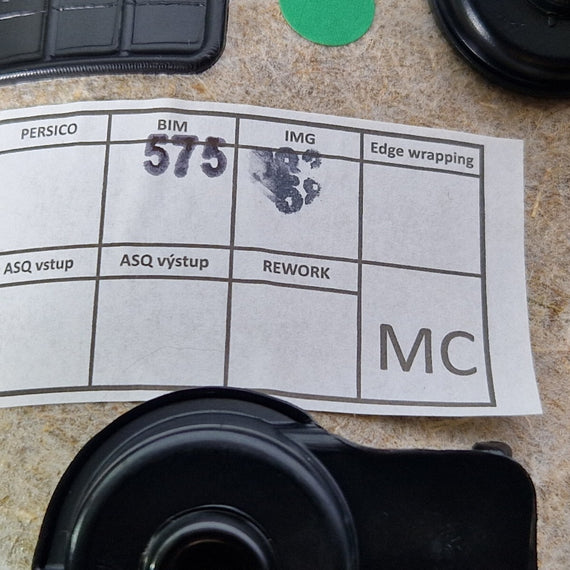 PERSICO BIM IMG Edge wrapping
575
ASQ vstup ASQ výstup REWORK
MC